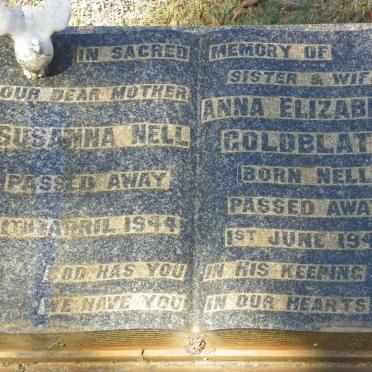 IN SACRED MEMORY OF
OUR DEAR MOTHER
SUSANNA NELL
PASSED AWAY
APRIL 1944
GOD HAS YOU
WE HAVE YOU
SISTER & WIF
ANNA ELIZAB
GOLDBLAT
BORN NELL
PASSED AWA
1ST JUNE 194
IN HIS KEEPING
IN OUR HEARTS